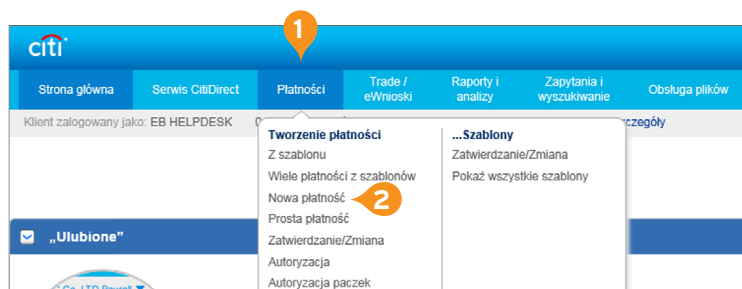 1
citi
Strona główna
Serwis CitiDirect
Płatności
Trade /
eWnioski
Raporty i
analizy
Zapytania i
wyszukiwanie
Obsługa plików
Klient zalogowany jako: EB HELPDESK
Tworzenie płatności
Z szablonu
Wiele płatności z szablonów
Nowa płatność
2
Prosta płatność
Zatwierdzanie/Zmiana
Autoryzacja
Autoryzacja paczek
...Szablony
Zatwierdzanie/Zmiana
Pokaż wszystkie szablony
„Ulubione”